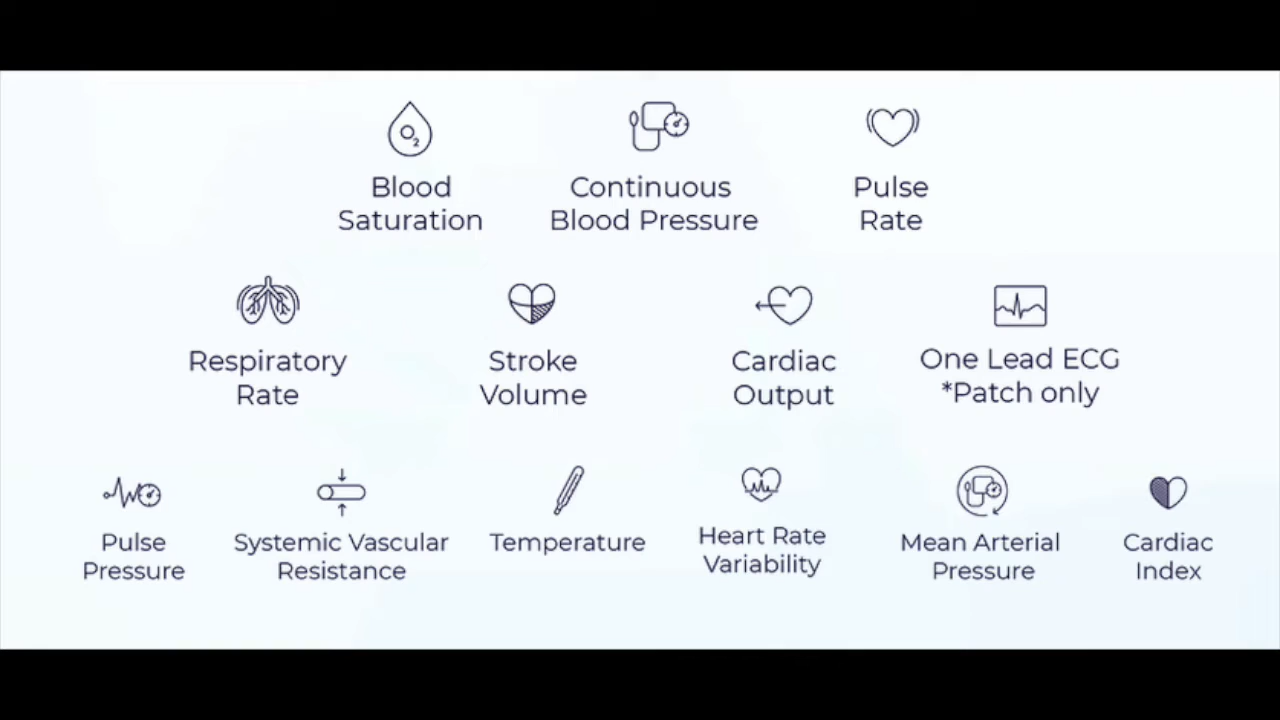 O2
Blood
Saturation
Continuous
Blood Pressure
Pulse
Rate
Respiratory
Rate
Stroke
Volume
Cardiac
Output
One Lead ECG
*Patch only
Pulse
Pressure
Systemic Vascular
Resistance
Temperature
Heart Rate
Variability
Mean Arterial
Pressure
Cardiac
Index